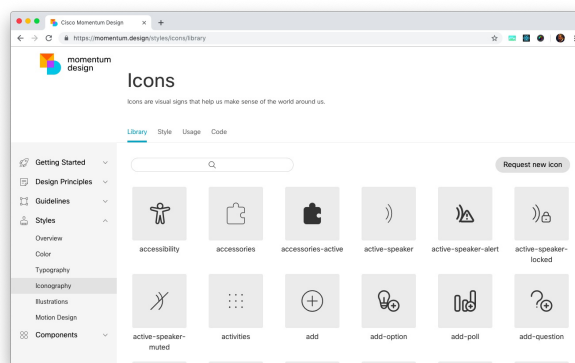 Cisco Momentum Design
https://momentum.design/styles/icons/library
momentum
design
Icons
Icons are visual signs that help us make sense of the world around us.
Library Style Usage Code
Getting Started
Design Principles
Guidelines
Styles
Overview
Color
Typography
Iconography
Illustrations
Motion Design
Components
Request new icon
accessibility accessories accessories-active active-speaker active-speaker-alert active-speaker-
locked
active-speaker-
muted
activities add add-option add-poll add-question